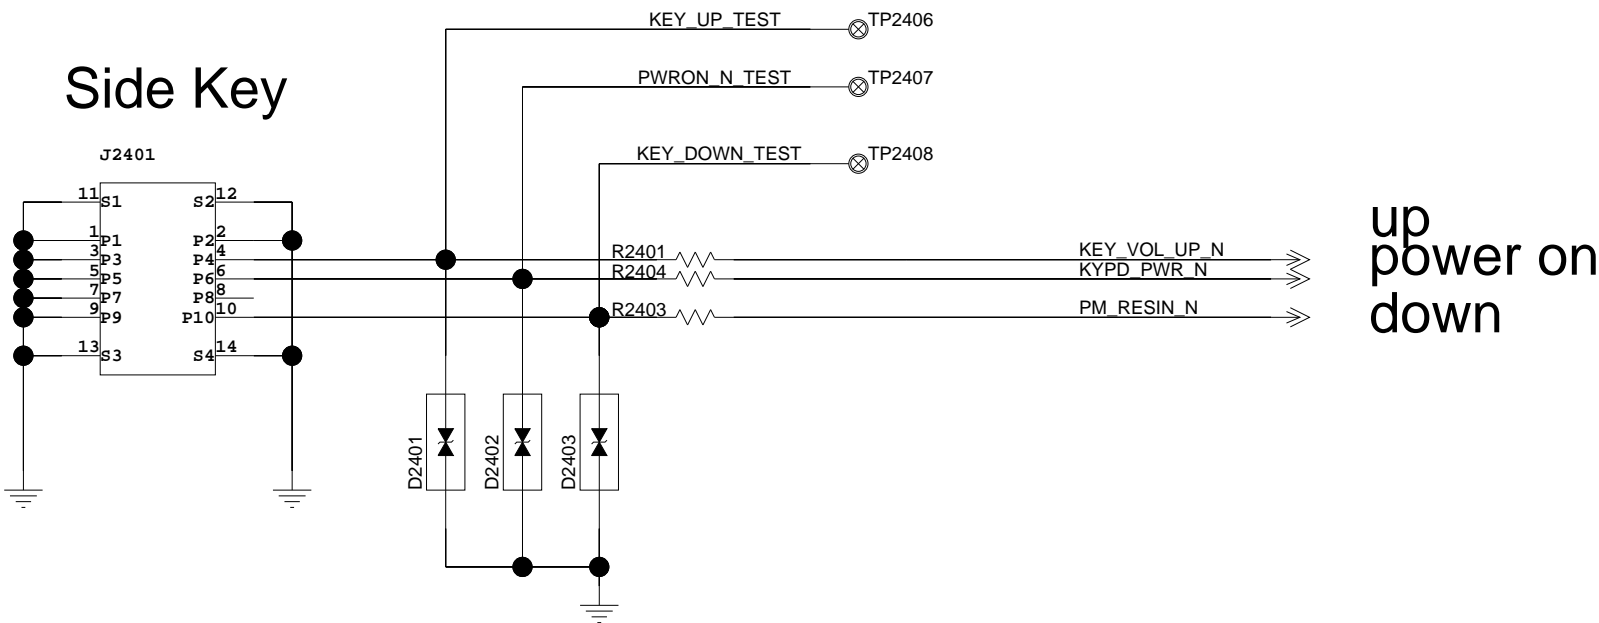 KEY_UP_TEST TP2406
PWRON_N_TEST TP2407
Side Key
KEY_DOWN_TEST TP2408
J2401
11 S1 S2 12
1 P1 P2 2
3 P3 P4 4 R2401 KEY_VOL_UP_N up
5 P5 P6 6 R2404 KYPD_PWR_N power on
7 P7 P8 8
9 P9 P10 10 R2403 PM_RESIN_N down
13 S3 S4 14
D2401 D2402 D2403